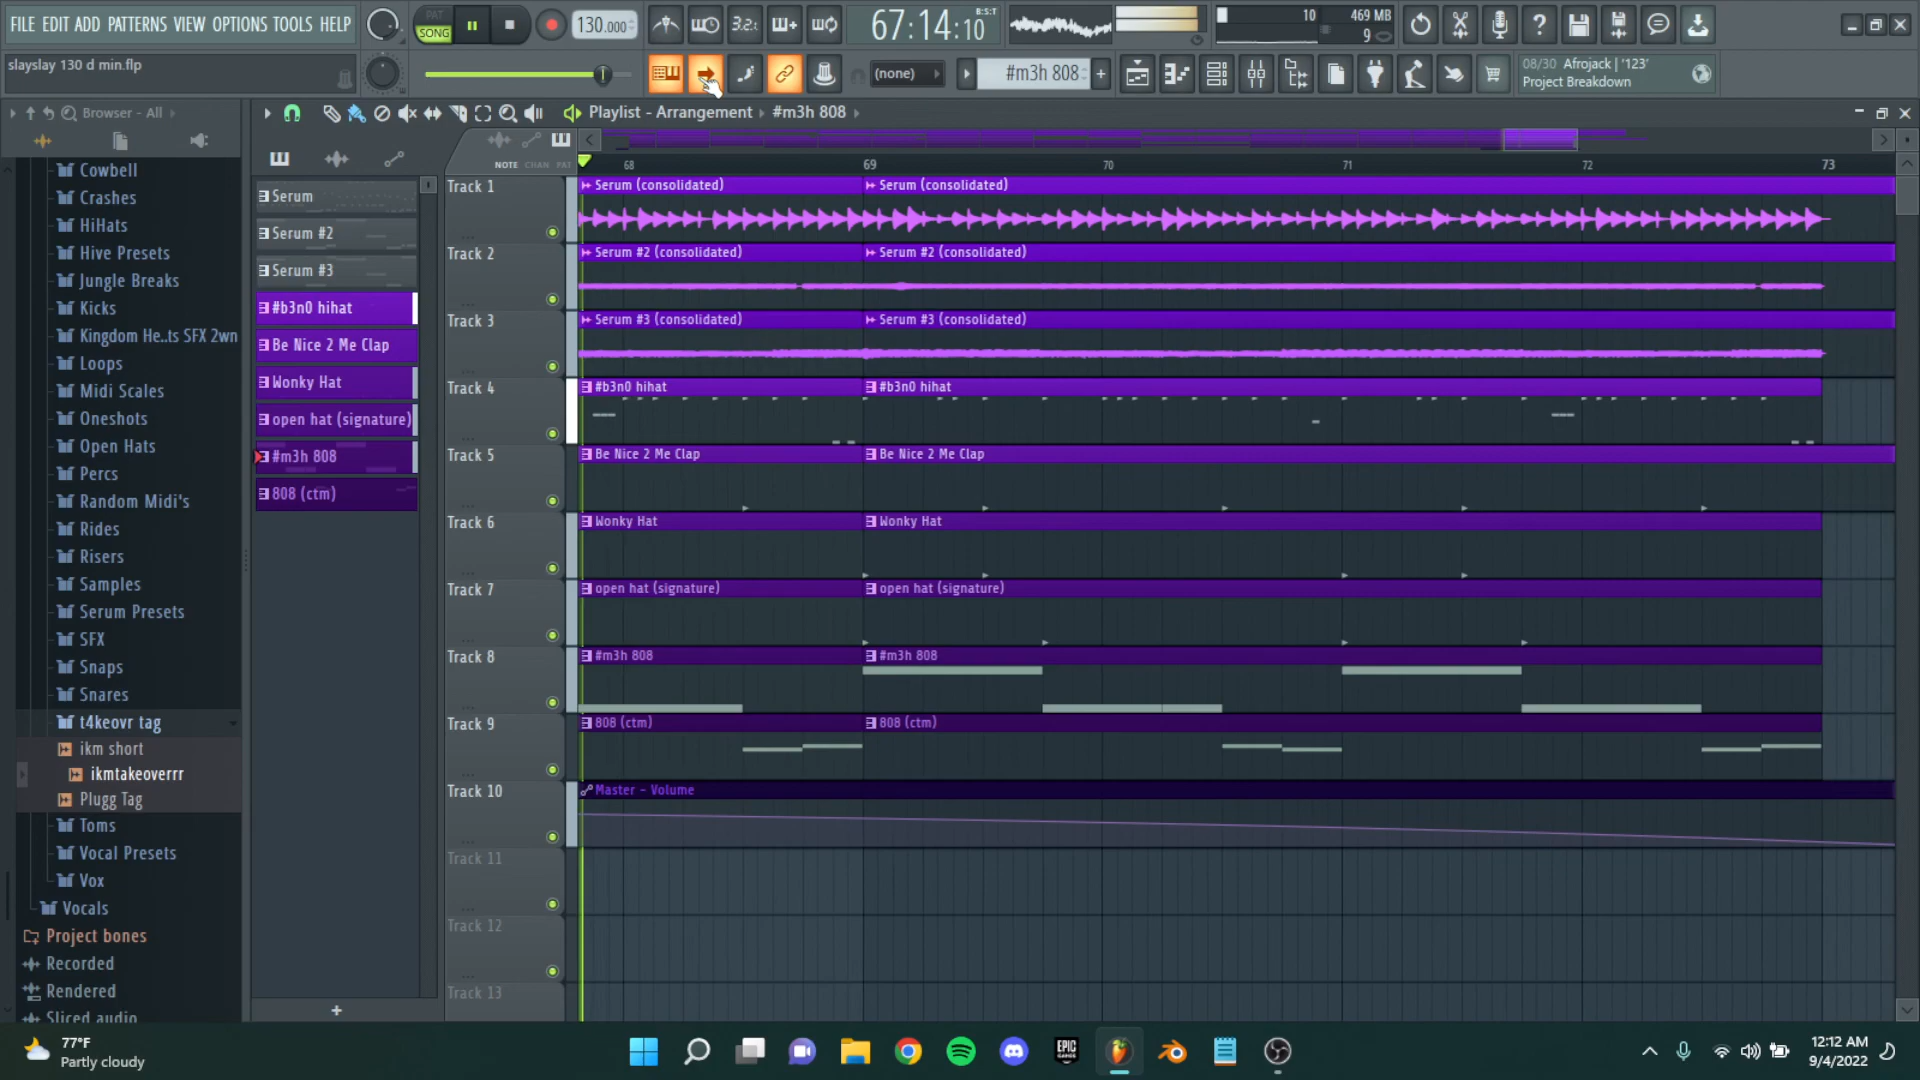 FILE EDIT PATTERNS VIEW OPTIONS TOOLS HELP
PAT
SONG
130.000
3.2.
67:14:10
B:S:T
10
469 MB
9
slayslay 130 d min.flp
(none)
#m3h 808
08/30 Afrojack | '123'
Project Breakdown
Browser - All
Playlist - Arrangement
#m3h 808
NOTE CHAN PAT
68
69
70
71
72
73
Cowbell
Crashes
HiHats
Hive Presets
Jungle Breaks
Kicks
Kingdom He..ts SFX 2wn
Loops
Midi Scales
Oneshots
Open Hats
Percs
Random Midi's
Rides
Risers
Samples
Serum Presets
SFX
Snaps
Snares
t4keovr tag
ikm short
ikmtakeoverrr
Plugg Tag
Toms
Vocal Presets
Vox
Vocals
Project bones
Recorded
Rendered
Sliced audio
Serum
Serum #2
Serum #3
#b3n0 hihat
Be Nice 2 Me Clap
Wonky Hat
open hat (signature)
#m3h 808
808 (ctm)
Track 1
Serum (consolidated)
Serum (consolidated)
Track 2
Serum #2 (consolidated)
Serum #2 (consolidated)
Track 3
Serum #3 (consolidated)
Serum #3 (consolidated)
Track 4
#b3n0 hihat
#b3n0 hihat
Track 5
Be Nice 2 Me Clap
Be Nice 2 Me Clap
Track 6
Wonky Hat
Wonky Hat
Track 7
open hat (signature)
open hat (signature)
Track 8
#m3h 808
#m3h 808
Track 9
808 (ctm)
808 (ctm)
Track 10
Master - Volume
Track 11
Track 12
Track 13
77°F
Partly cloudy
EPIC
GAMES
12:12 AM
9/4/2022